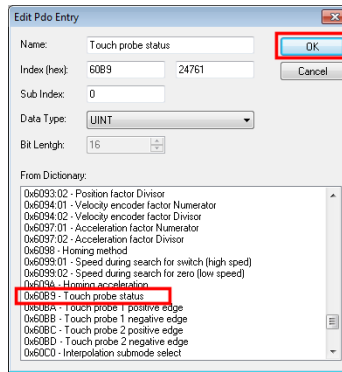 Edit Pdo Entry
Name: Touch probe status OK
Index (hex): 60B9 24761 Cancel
Sub Index: 0
Data Type: UINT
Bit Lentgh: 16
From Dictionary:
0x6093:02 - Position factor Divisor
0x6094:01 - Velocity encoder factor Numerator
0x6094:02 - Velocity encoder factor Divisor
0x6097:01 - Acceleration factor Numerator
0x6097:02 - Acceleration factor Divisor
0x6098 - Homing method
0x6099:01 - Speed during search for switch (high sped)
0x6099:02 - Speed during search for zero (low speed)
0x609A - Homing acceleration
0x60B9 - Touch probe status
0x60BA - Touch probe 1 positive edge
0x60BB - Touch probe 1 negative edge
0x60BC - Touch probe 2 positive edge
0x60BD - Touch probe 2 negative edge
0x60C0 - Interpolation submode select